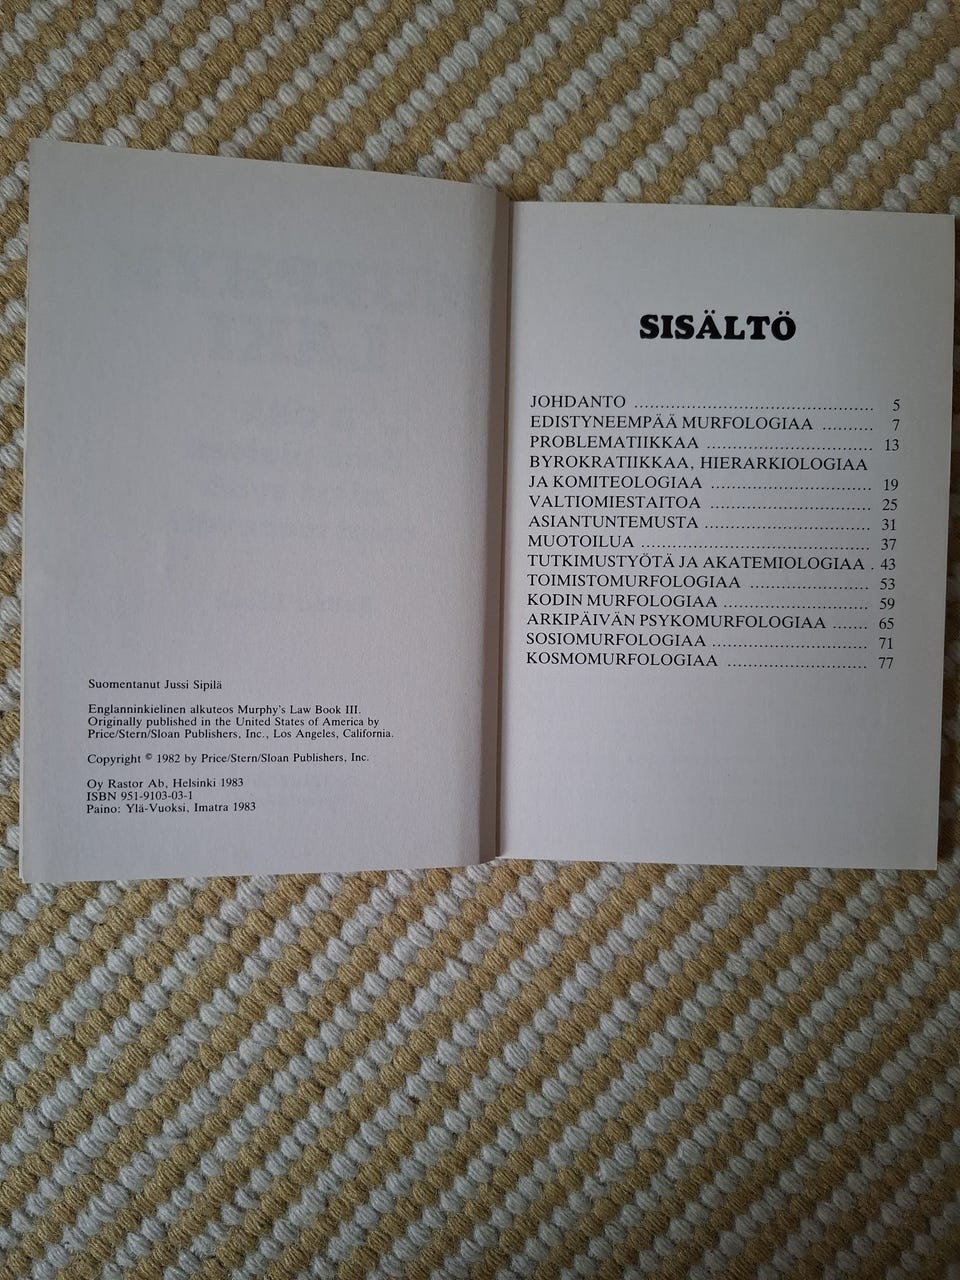 Suomentanut Jussi Sipilä
Englanninkielinen alkuteos Murphy's Law Book III.
Originally published in the United States of America by
Price/Stern/Sloan Publishers, Inc., Los Angeles, California.
Copyright © 1982 by Price/Stern/Sloan Publishers, Inc.
Oy Rastor Ab, Helsinki 1983
ISBN 951-9103-03-1
Paino: Ylä-Vuoksi, Imatra 1983
SISÄLTÖ
JOHDANTO .............................................. 5
EDISTYNEEMPÄÄ MURFOLOGIAA .......... 7
PROBLEMATIIKKAA ................................ 13
BYROKRATIIKKAA, HIERARKIOLOGIAA
JA KOMITEOLOGIAA ............................... 19
VALTIOMIESTAITOA ............................... 25
ASIANTUNTEMUSTA ................................ 31
MUOTOILUA ............................................ 37
TUTKIMUSTYÖTÄ JA AKATEMIOLOGIAA . 43
TOIMISTOMURFOLOGIAA ....................... 53
KODIN MURFOLOGIAA ............................ 59
ARKIPÄIVÄN PSYKOMURFOLOGIAA ....... 65
SOSIOMURFOLOGIAA .............................. 71
KOSMOMURFOLOGIAA ........................... 77